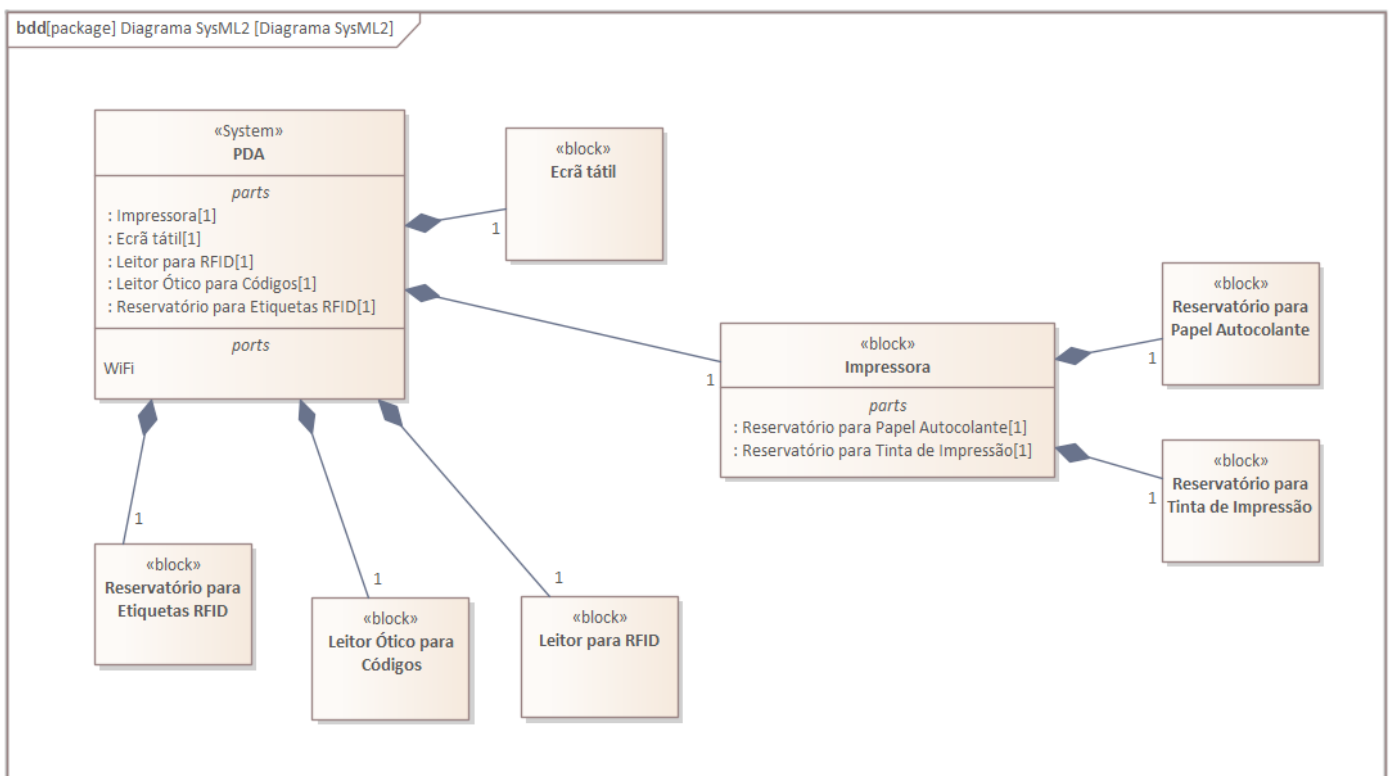 bdd[package] Diagrama SysML2 [Diagrama SysML2]
«System»
PDA
parts
: Impressora[1]
: Ecrã tátil[1]
: Leitor para RFID[1]
: Leitor Ótico para Códigos[1]
: Reservatório para Etiquetas RFID[1]
ports
WiFi
«block»
Ecrã tátil
1
«block»
Impressora
parts
: Reservatório para Papel Autocolante[1]
: Reservatório para Tinta de Impressão[1]
1
«block»
Reservatório para
Papel Autocolante
1
«block»
Reservatório para
Tinta de Impressão
1
1
«block»
Reservatório para
Etiquetas RFID
1
«block»
Leitor Ótico para
Códigos
1
«block»
Leitor para RFID